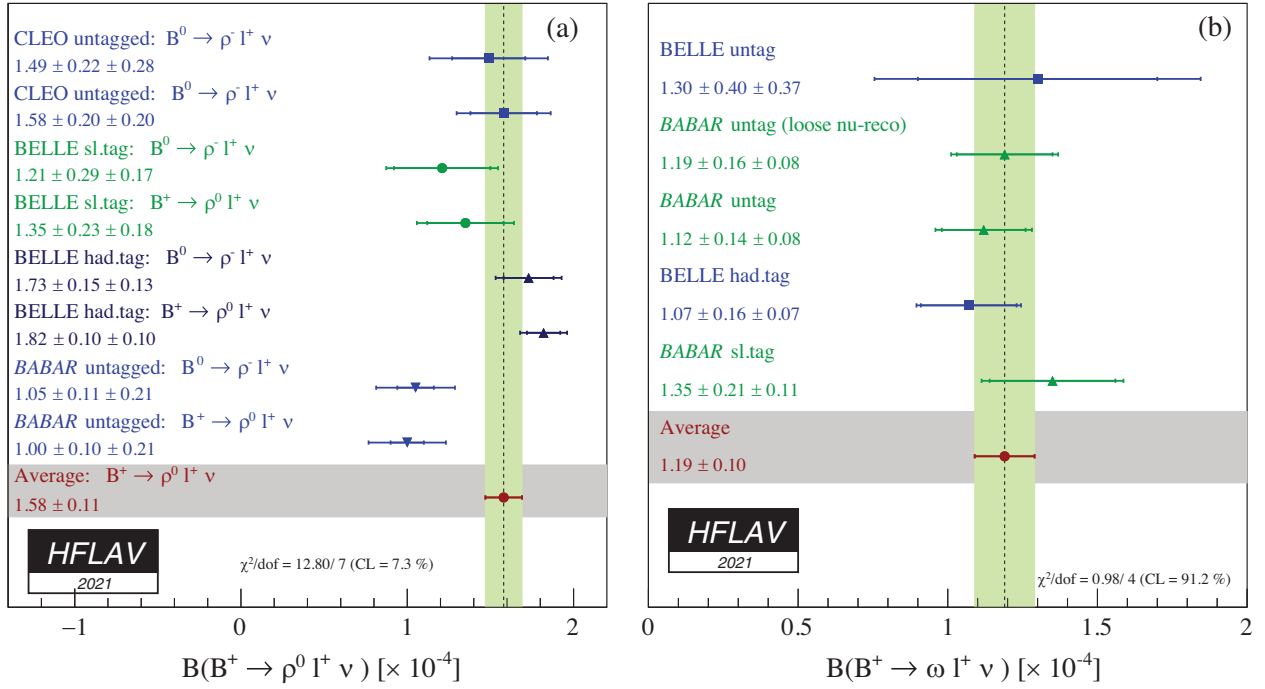 (a)
CLEO untagged: B⁰ → ρ⁻ l⁺ ν
1.49 ± 0.22 ± 0.28
CLEO untagged: B⁰ → ρ⁻ l⁺ ν
1.58 ± 0.20 ± 0.20
BELLE sl.tag: B⁰ → ρ⁻ l⁺ ν
1.21 ± 0.29 ± 0.17
BELLE sl.tag: B⁺ → ρ⁰ l⁺ ν
1.35 ± 0.23 ± 0.18
BELLE had.tag: B⁰ → ρ⁻ l⁺ ν
1.73 ± 0.15 ± 0.13
BELLE had.tag: B⁺ → ρ⁰ l⁺ ν
1.82 ± 0.10 ± 0.10
BABAR untagged: B⁰ → ρ⁻ l⁺ ν
1.05 ± 0.11 ± 0.21
BABAR untagged: B⁺ → ρ⁰ l⁺ ν
1.00 ± 0.10 ± 0.21
Average: B⁺ → ρ⁰ l⁺ ν
1.58 ± 0.11
HFLAV
2021
χ²/dof = 12.80/ 7 (CL = 7.3 %)
−1 0 1 2
B(B⁺ → ρ⁰ l⁺ ν ) [× 10⁻⁴]
(b)
BELLE untag
1.30 ± 0.40 ± 0.37
BABAR untag (loose nu-reco)
1.19 ± 0.16 ± 0.08
BABAR untag
1.12 ± 0.14 ± 0.08
BELLE had.tag
1.07 ± 0.16 ± 0.07
BABAR sl.tag
1.35 ± 0.21 ± 0.11
Average
1.19 ± 0.10
HFLAV
2021
χ²/dof = 0.98/ 4 (CL = 91.2 %)
0 0.5 1 1.5 2
B(B⁺ → ω l⁺ ν ) [× 10⁻⁴]